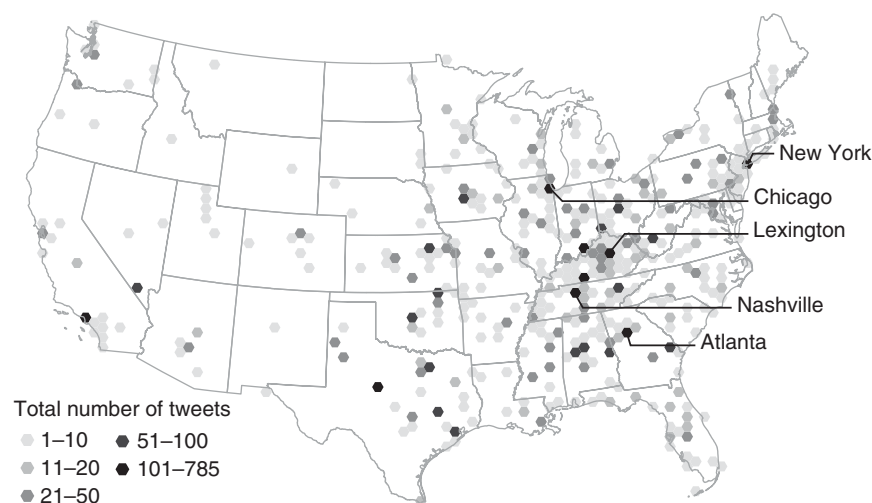 New York
Chicago
Lexington
Nashville
Atlanta
Total number of tweets
1–10
51–100
11–20
101–785
21–50